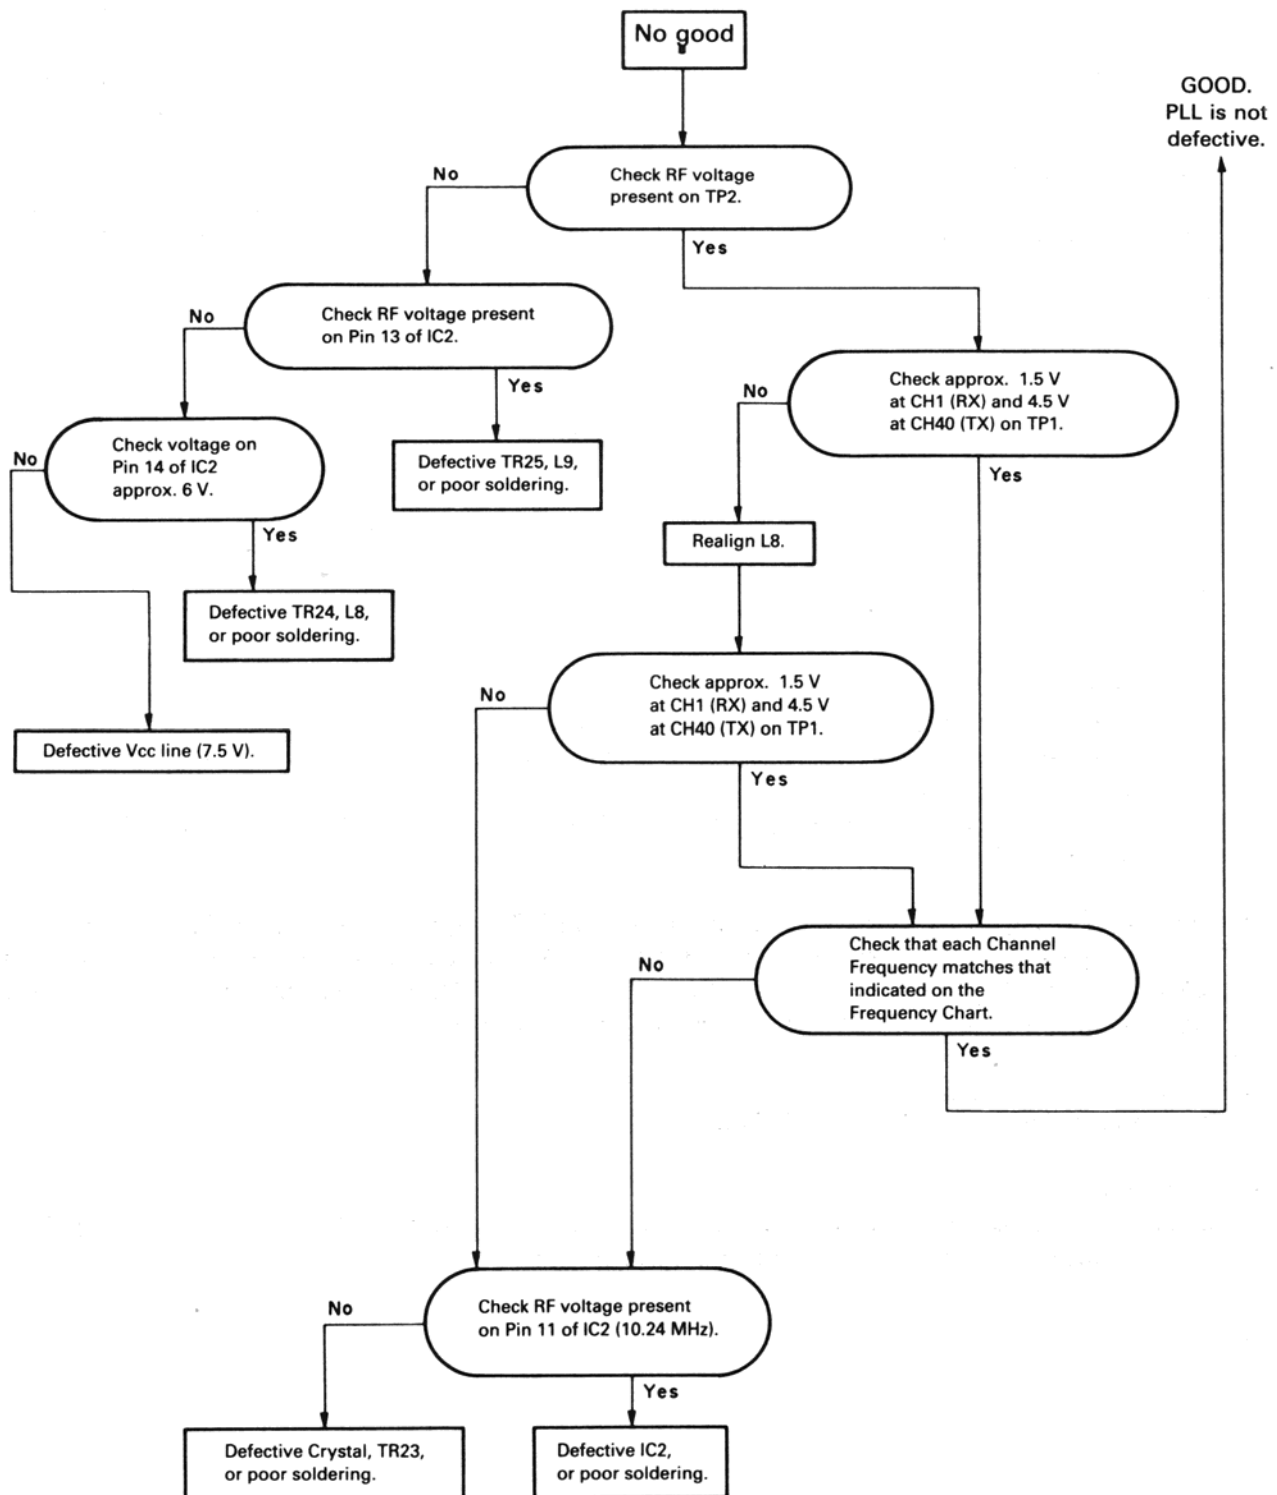 No good
GOOD.
PLL is not
defective.
Check RF voltage
present on TP2.
No
Yes
Check RF voltage present
on Pin 13 of IC2.
No
Yes
Check approx. 1.5 V
at CH1 (RX) and 4.5 V
at CH40 (TX) on TP1.
No
Yes
Check voltage on
Pin 14 of IC2
approx. 6 V.
No
Yes
Defective TR25, L9,
or poor soldering.
Realign L8.
Defective TR24, L8,
or poor soldering.
Defective Vcc line (7.5 V).
Check approx. 1.5 V
at CH1 (RX) and 4.5 V
at CH40 (TX) on TP1.
No
Yes
Check that each Channel
Frequency matches that
indicated on the
Frequency Chart.
No
Yes
Check RF voltage present
on Pin 11 of IC2 (10.24 MHz).
No
Yes
Defective Crystal, TR23,
or poor soldering.
Defective IC2,
or poor soldering.